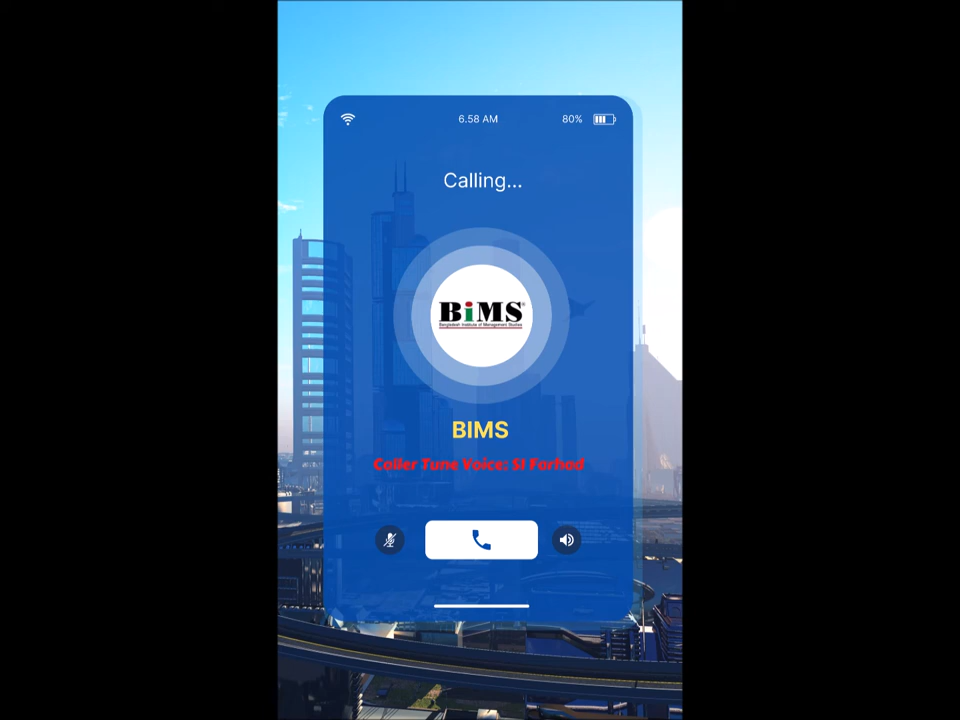 6.58 AM
80%
Calling...
BiMS®
Bangladesh Institute of Management Studies
BIMS
Caller Tune Voice: SI Farhad